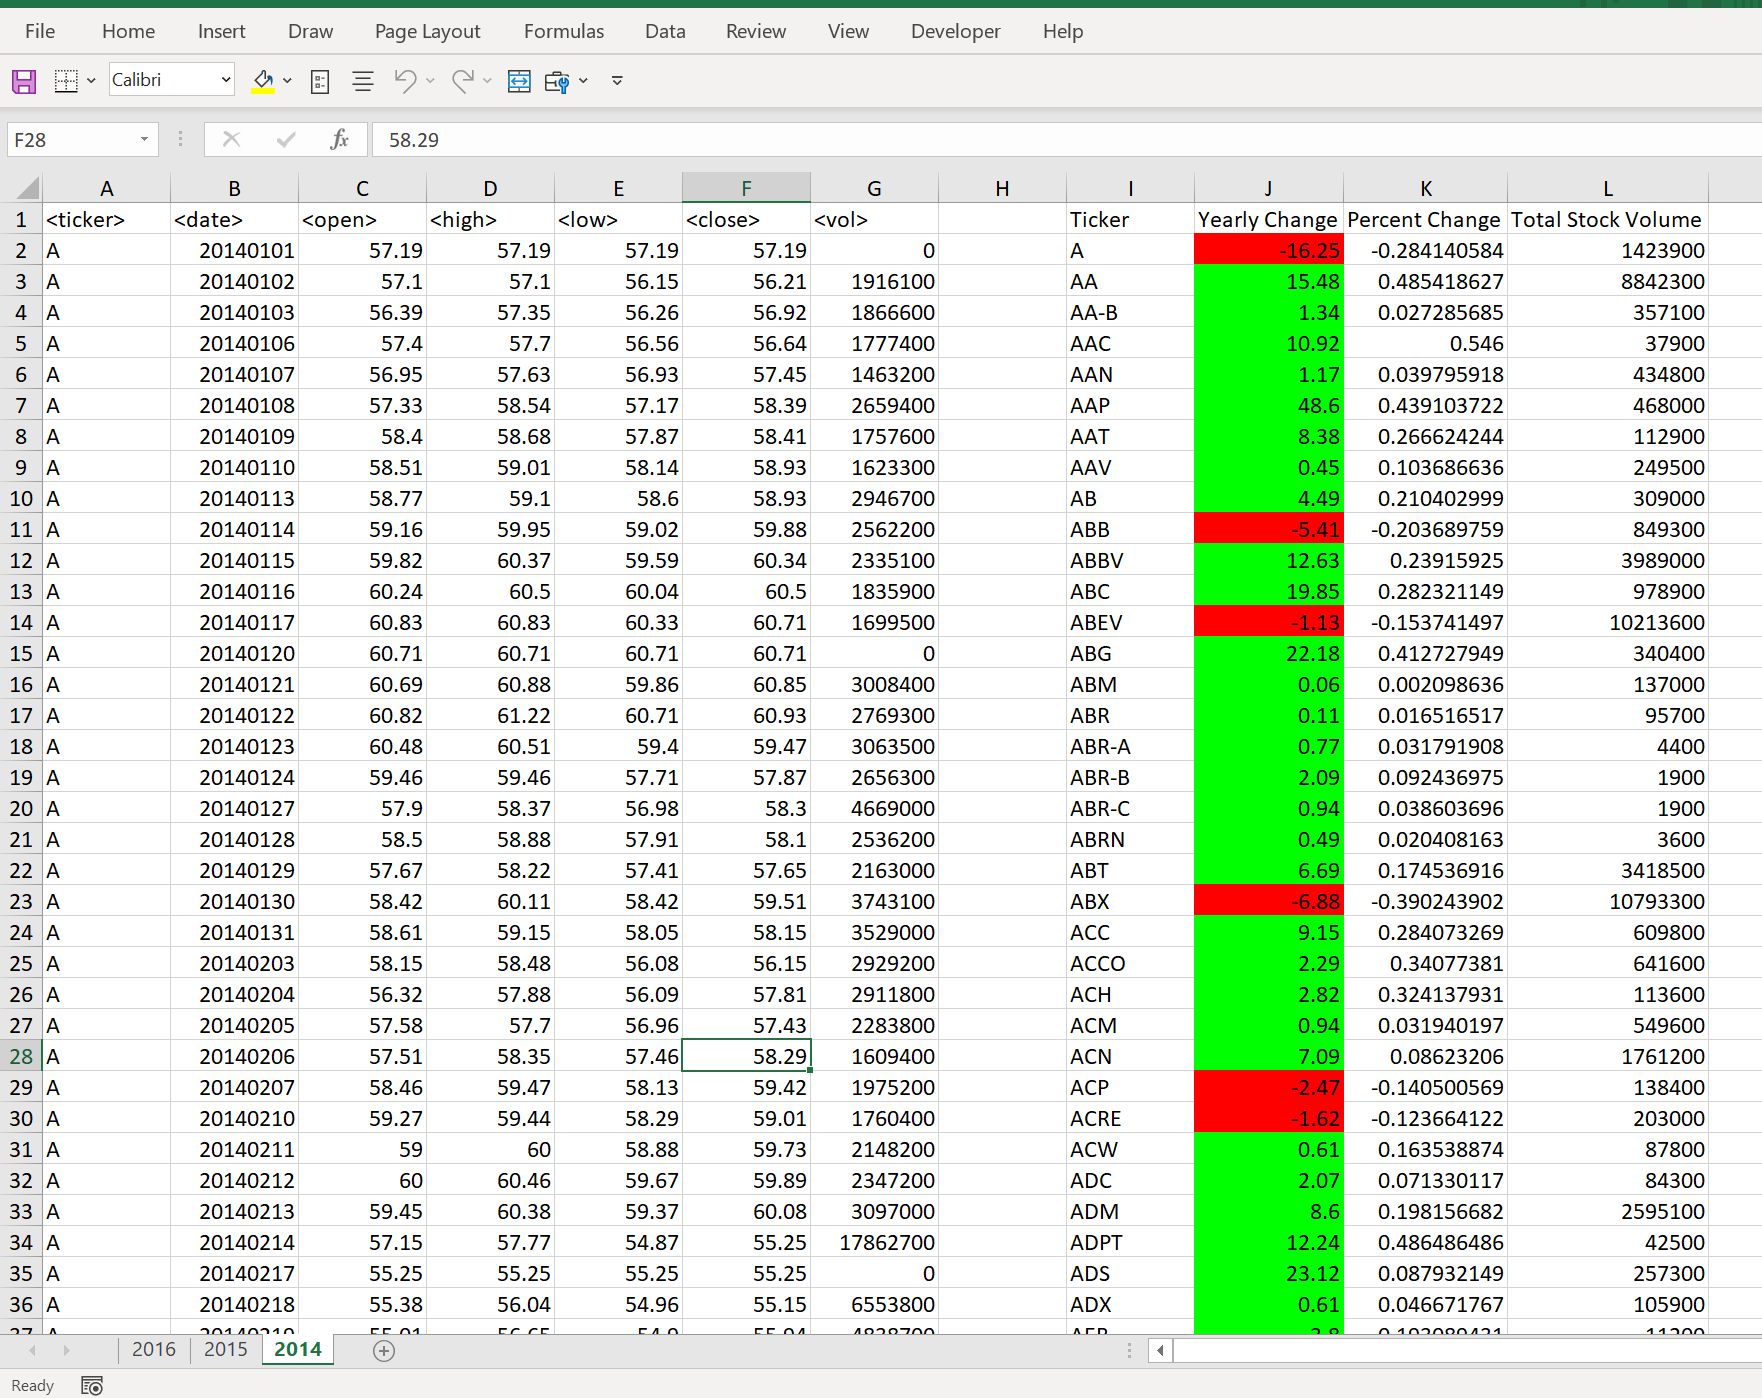 File Home Insert Draw Page Layout Formulas Data Review View Developer Help
Calibri
F28 fx 58.29
A B C D E F G H I J K L
1 <ticker> <date> <open> <high> <low> <close> <vol> Ticker Yearly Change Percent Change Total Stock Volume
2 A 20140101 57.19 57.19 57.19 57.19 0 A -16.25 -0.284140584 1423900
3 A 20140102 57.1 57.1 56.15 56.21 1916100 AA 15.48 0.485418627 8842300
4 A 20140103 56.39 57.35 56.26 56.92 1866600 AA-B 1.34 0.027285685 357100
5 A 20140106 57.4 57.7 56.56 56.64 1777400 AAC 10.92 0.546 37900
6 A 20140107 56.95 57.63 56.93 57.45 1463200 AAN 1.17 0.039795918 434800
7 A 20140108 57.33 58.54 57.17 58.39 2659400 AAP 48.6 0.439103722 468000
8 A 20140109 58.4 58.68 57.87 58.41 1757600 AAT 8.38 0.266624244 112900
9 A 20140110 58.51 59.01 58.14 58.93 1623300 AAV 0.45 0.103686636 249500
10 A 20140113 58.77 59.1 58.6 58.93 2946700 AB 4.49 0.210402999 309000
11 A 20140114 59.16 59.95 59.02 59.88 2562200 ABB -5.41 -0.203689759 849300
12 A 20140115 59.82 60.37 59.59 60.34 2335100 ABBV 12.63 0.23915925 3989000
13 A 20140116 60.24 60.5 60.04 60.5 1835900 ABC 19.85 0.282321149 978900
14 A 20140117 60.83 60.83 60.33 60.71 1699500 ABEV -1.13 -0.153741497 10213600
15 A 20140120 60.71 60.71 60.71 60.71 0 ABG 22.18 0.412727949 340400
16 A 20140121 60.69 60.88 59.86 60.85 3008400 ABM 0.06 0.002098636 137000
17 A 20140122 60.82 61.22 60.71 60.93 2769300 ABR 0.11 0.016516517 95700
18 A 20140123 60.48 60.51 59.4 59.47 3063500 ABR-A 0.77 0.031791908 4400
19 A 20140124 59.46 59.46 57.71 57.87 2656300 ABR-B 2.09 0.092436975 1900
20 A 20140127 57.9 58.37 56.98 58.3 4669000 ABR-C 0.94 0.038603696 1900
21 A 20140128 58.5 58.88 57.91 58.1 2536200 ABRN 0.49 0.020408163 3600
22 A 20140129 57.67 58.22 57.41 57.65 2163000 ABT 6.69 0.174536916 3418500
23 A 20140130 58.42 60.11 58.42 59.51 3743100 ABX -6.88 -0.390243902 10793300
24 A 20140131 58.61 59.15 58.05 58.15 3529000 ACC 9.15 0.284073269 609800
25 A 20140203 58.15 58.48 56.08 56.15 2929200 ACCO 2.29 0.34077381 641600
26 A 20140204 56.32 57.88 56.09 57.81 2911800 ACH 2.82 0.324137931 113600
27 A 20140205 57.58 57.7 56.96 57.43 2283800 ACM 0.94 0.031940197 549600
28 A 20140206 57.51 58.35 57.46 58.29 1609400 ACN 7.09 0.08623206 1761200
29 A 20140207 58.46 59.47 58.13 59.42 1975200 ACP -2.47 -0.140500569 138400
30 A 20140210 59.27 59.44 58.29 59.01 1760400 ACRE -1.62 -0.123664122 203000
31 A 20140211 59 60 58.88 59.73 2148200 ACW 0.61 0.163538874 87800
32 A 20140212 60 60.46 59.67 59.89 2347200 ADC 2.07 0.071330117 84300
33 A 20140213 59.45 60.38 59.37 60.08 3097000 ADM 8.6 0.198156682 2595100
34 A 20140214 57.15 57.77 54.87 55.25 17862700 ADPT 12.24 0.486486486 42500
35 A 20140217 55.25 55.25 55.25 55.25 0 ADS 23.12 0.087932149 257300
36 A 20140218 55.38 56.04 54.96 55.15 6553800 ADX 0.61 0.046671767 105900
2016 2015 2014
Ready